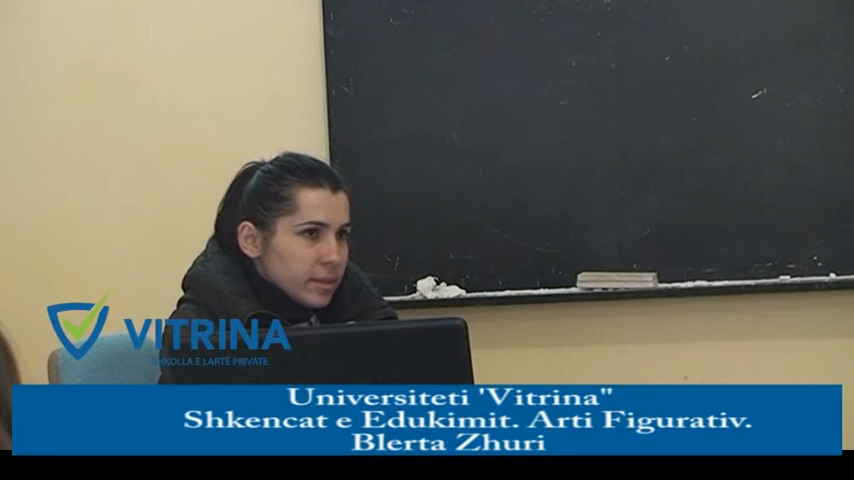 VITRINA
SHKOLLA E LARTË PRIVATE
Universiteti 'Vitrina"
Shkencat e Edukimit. Arti Figurativ.
Blerta Zhuri